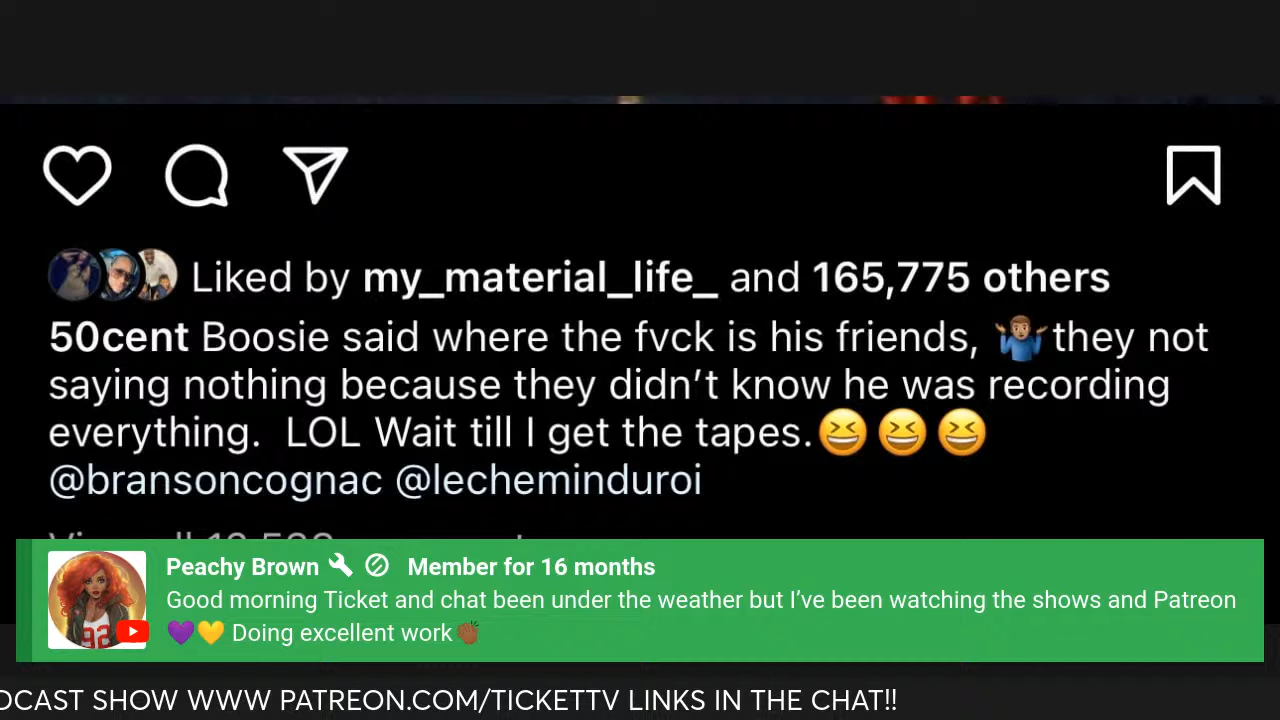 Liked by my_material_life_ and 165,775 others
50cent Boosie said where the fvck is his friends, 🤷🏽‍♂️they not
saying nothing because they didn’t know he was recording
everything.  LOL Wait till I get the tapes.😆😆😆
@bransoncognac @lecheminduroi
Peachy Brown Member for 16 months
Good morning Ticket and chat been under the weather but I’ve been watching the shows and Patreon
💜💛 Doing excellent work👏🏾
DCAST SHOW WWW PATREON.COM/TICKETTV LINKS IN THE CHAT!!